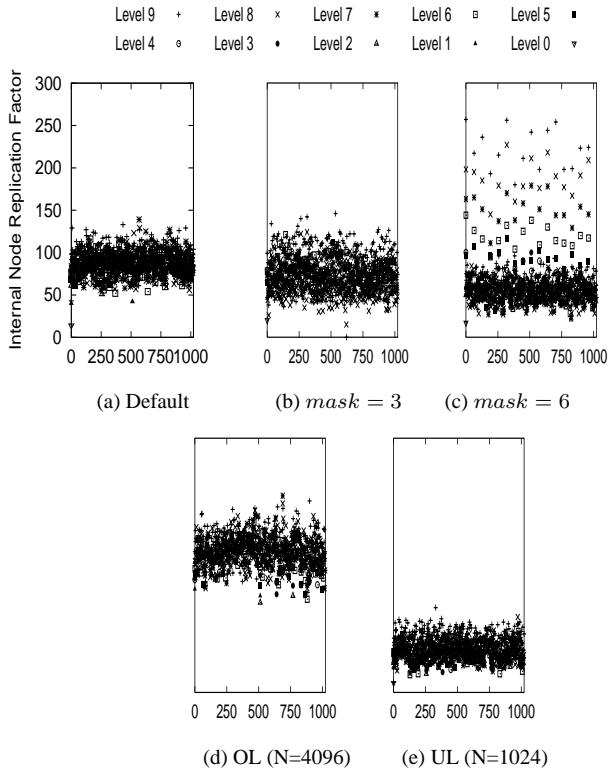 Level 9 Level 8 Level 7 Level 6 Level 5
Level 4 Level 3 Level 2 Level 1 Level 0
Internal Node Replication Factor
300
250
200
150
100
50
0
0 250 500 750 1000
0 250 500 750 1000
0 250 500 750 1000
(a) Default (b) mask = 3 (c) mask = 6
0 250 500 750 1000
0 250 500 750 1000
(d) OL (N=4096) (e) UL (N=1024)